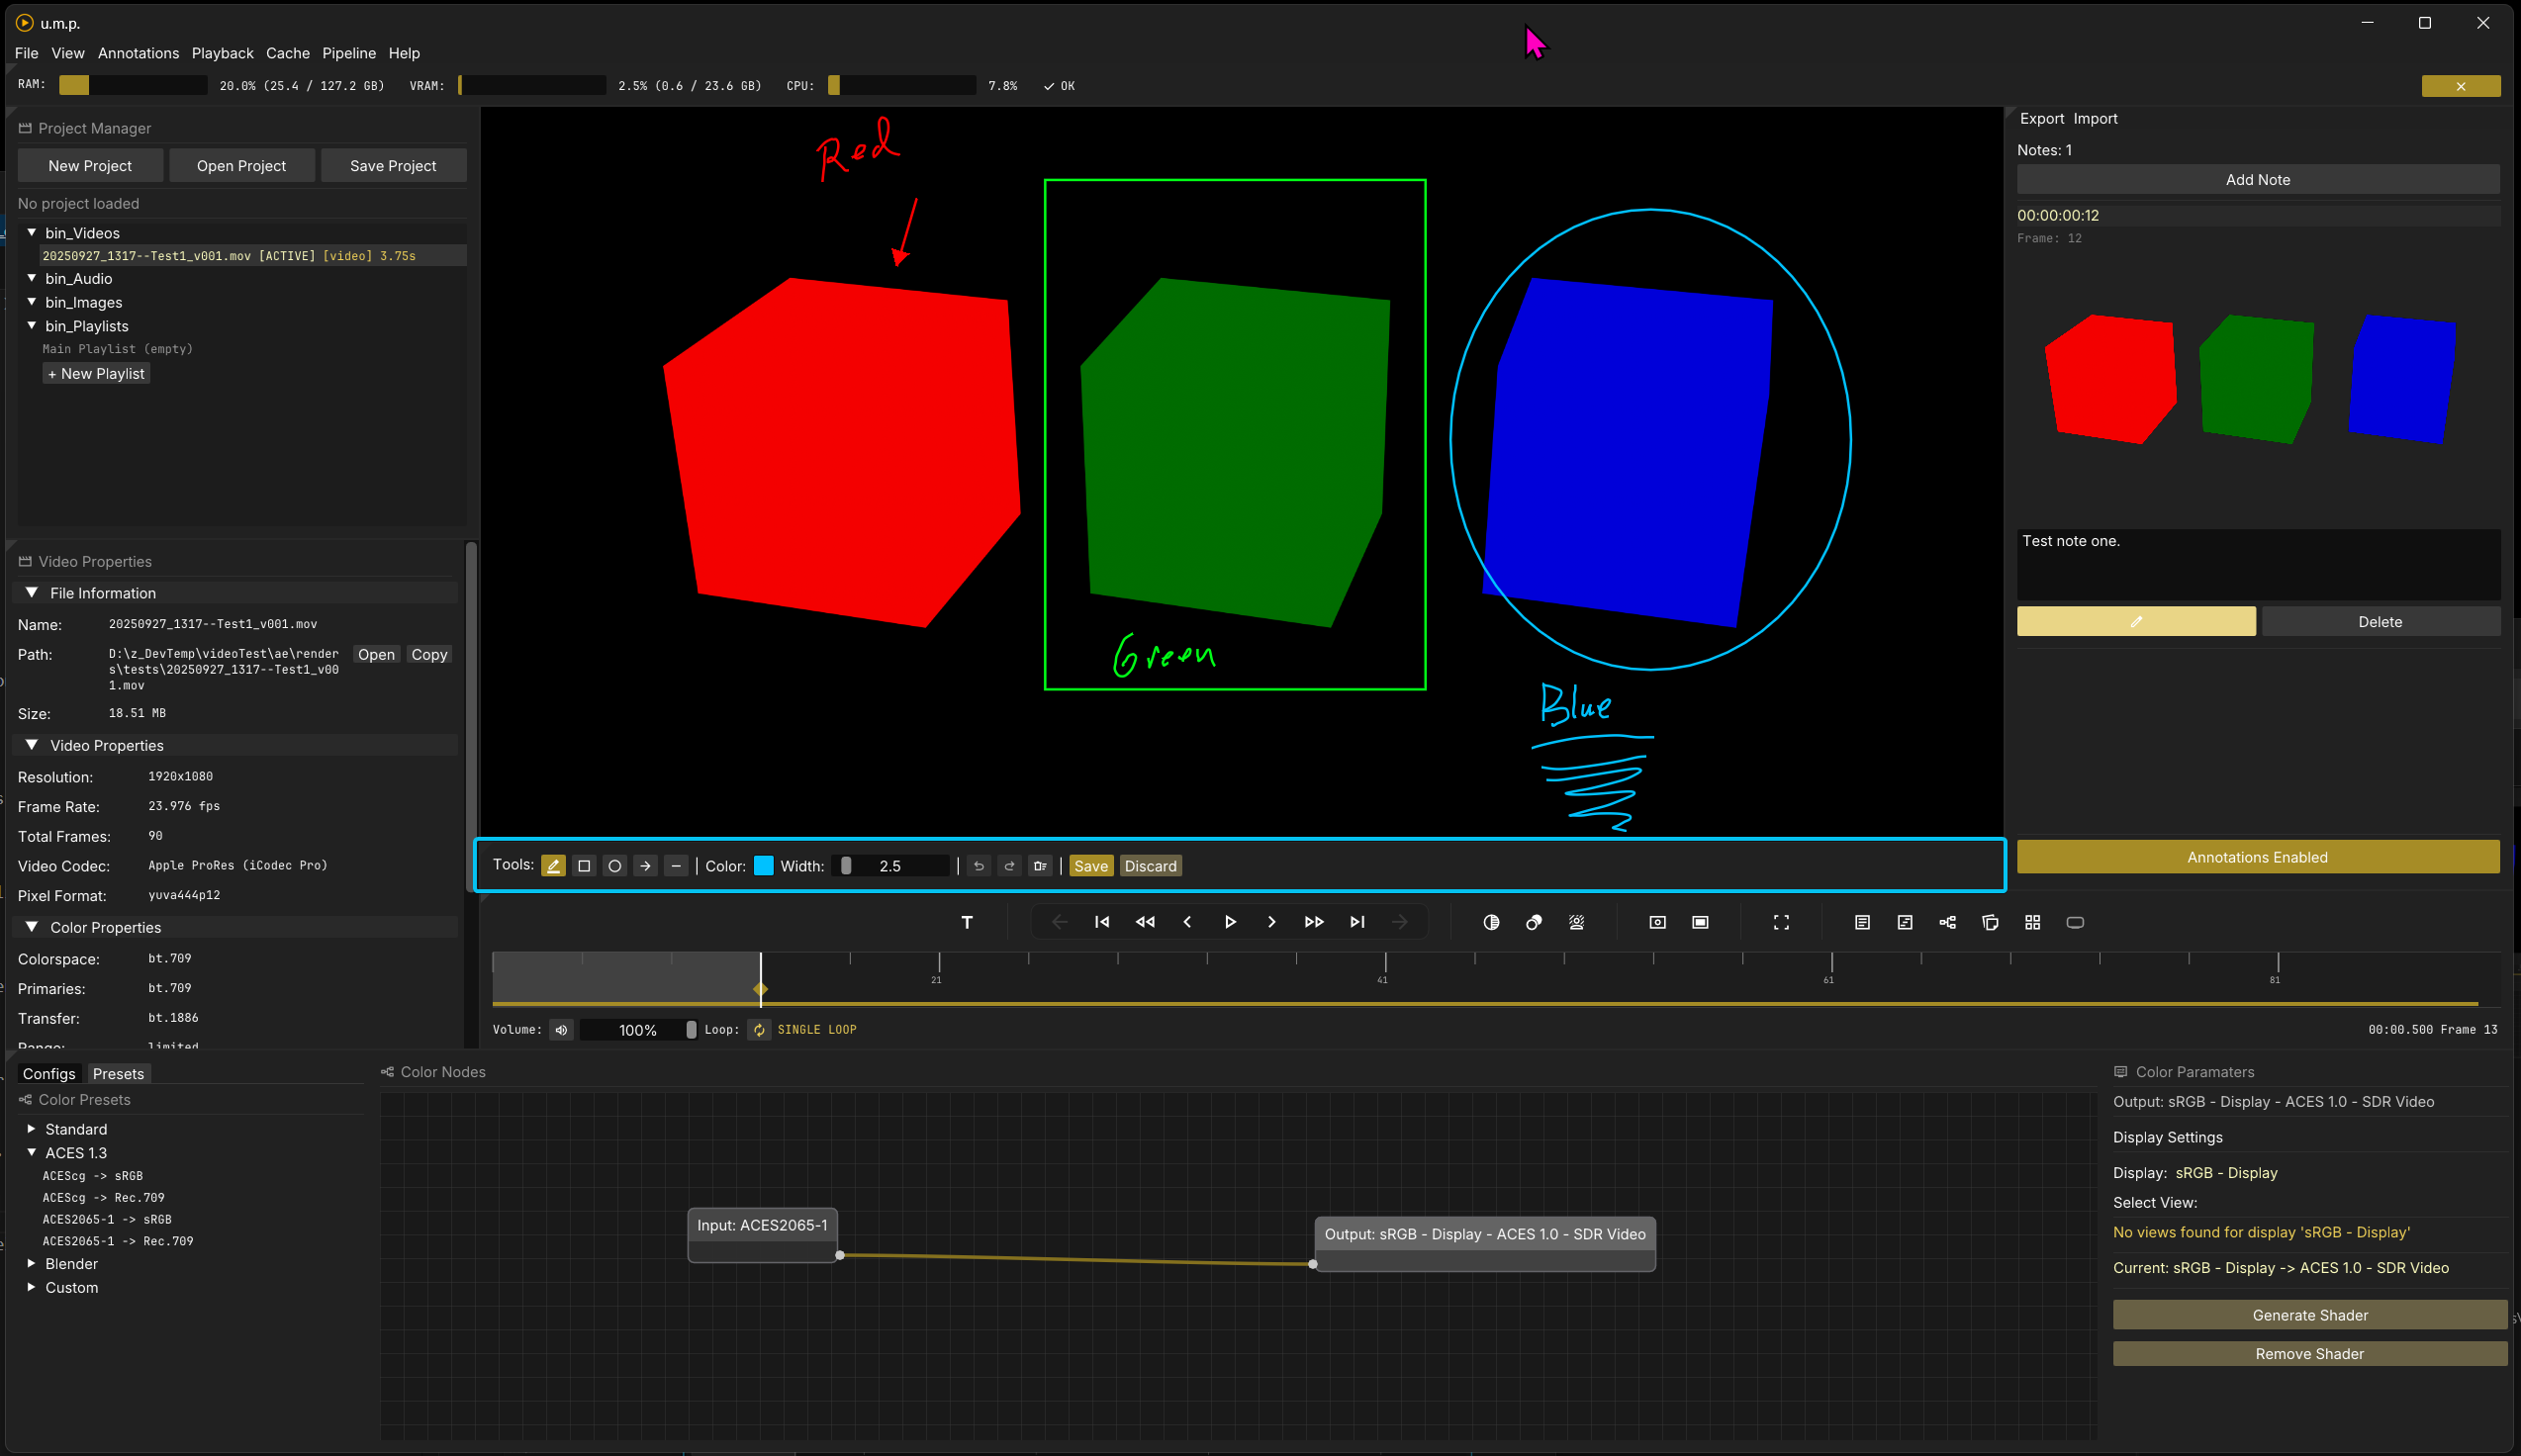 u.m.p.
File View Annotations Playback Cache Pipeline Help
RAM: 20.0% (25.4 / 127.2 GB) VRAM: 2.5% (0.6 / 23.6 GB) CPU: 7.8% OK
Project Manager
New Project Open Project Save Project
No project loaded
bin_Videos
20250927_1317--Test1_v001.mov [ACTIVE] [video] 3.75s
bin_Audio
bin_Images
bin_Playlists
Main Playlist (empty)
+ New Playlist
Video Properties
File Information
Name: 20250927_1317--Test1_v001.mov
Path: D:\z_DevTemp\videoTest\ae\render
s\tests\20250927_1317--Test1_v00
1.mov
Open Copy
Size: 18.51 MB
Video Properties
Resolution: 1920x1080
Frame Rate: 23.976 fps
Total Frames: 90
Video Codec: Apple ProRes (iCodec Pro)
Pixel Format: yuva444p12
Color Properties
Colorspace: bt.709
Primaries: bt.709
Transfer: bt.1886
Range: limited
Red
Green
Blue
Tools: Color: Width: 2.5 Save Discard
T
21 41 61 81
Volume: 100% Loop: SINGLE LOOP
00:00.500 Frame 13
Export Import
Notes: 1
Add Note
00:00:00:12
Frame: 12
Test note one.
Delete
Annotations Enabled
Configs Presets
Color Presets
Standard
ACES 1.3
ACEScg -> sRGB
ACEScg -> Rec.709
ACES2065-1 -> sRGB
ACES2065-1 -> Rec.709
Blender
Custom
Color Nodes
Input: ACES2065-1
Output: sRGB - Display - ACES 1.0 - SDR Video
Color Paramaters
Output: sRGB - Display - ACES 1.0 - SDR Video
Display Settings
Display: sRGB - Display
Select View:
No views found for display 'sRGB - Display'
Current: sRGB - Display -> ACES 1.0 - SDR Video
Generate Shader
Remove Shader